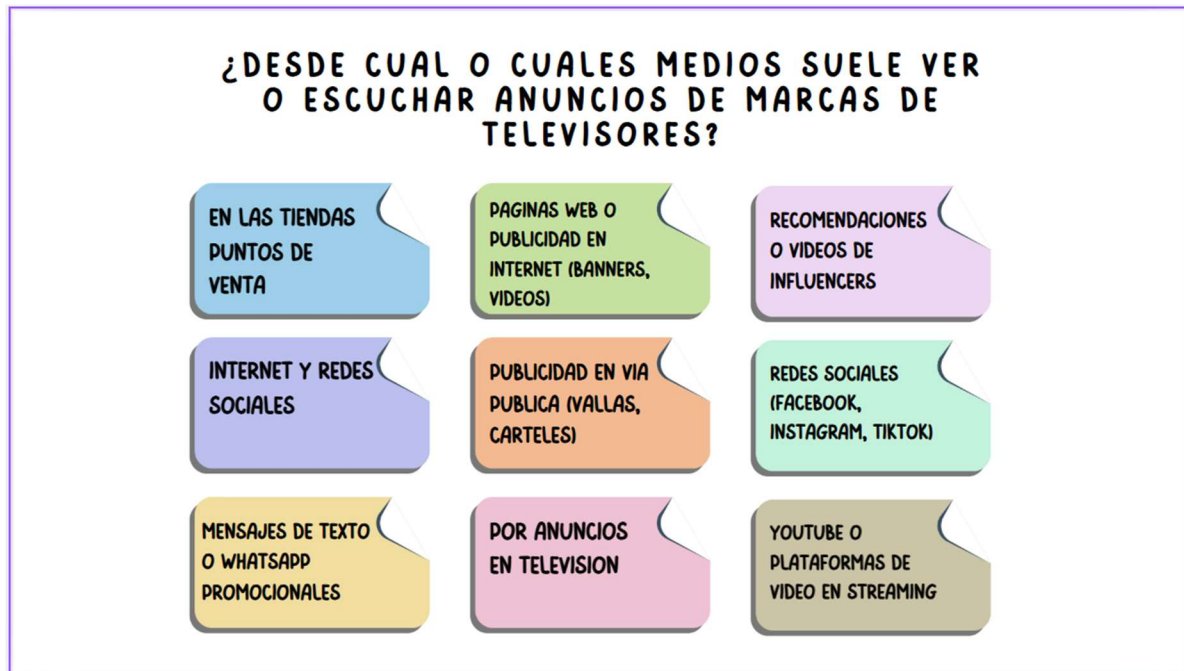 ¿DESDE CUAL O CUALES MEDIOS SUELE VER
O ESCUCHAR ANUNCIOS DE MARCAS DE
TELEVISORES?
EN LAS TIENDAS
PUNTOS DE
VENTA
PAGINAS WEB O
PUBLICIDAD EN
INTERNET (BANNERS,
VIDEOS)
RECOMENDACIONES
O VIDEOS DE
INFLUENCERS
INTERNET Y REDES
SOCIALES
PUBLICIDAD EN VIA
PUBLICA (VALLAS,
CARTELES)
REDES SOCIALES
(FACEBOOK,
INSTAGRAM, TIKTOK)
MENSAJES DE TEXTO
O WHATSAPP
PROMOCIONALES
POR ANUNCIOS
EN TELEVISION
YOUTUBE O
PLATAFORMAS DE
VIDEO EN STREAMING